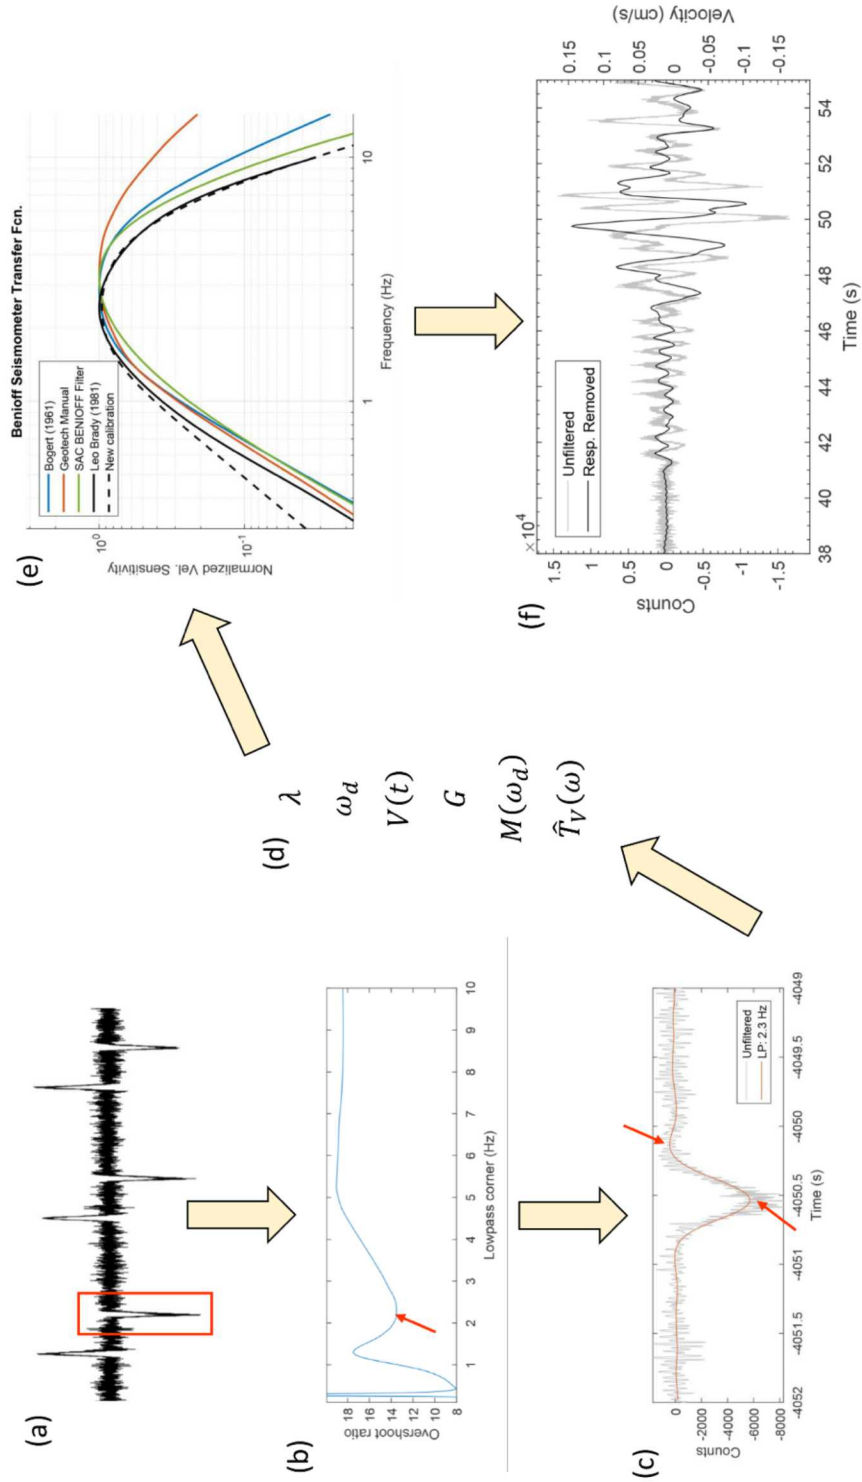 (a)
(b)
18
16
14
12
10
8
Overshoot ratio
1
2
3
4
5
6
7
8
9
10
Lowpass corner (Hz)
(c)
0
-2000
-4000
-6000
-8000
Counts
-4052
-4051.5
-4051
-4050.5
-4050
-4049.5
-4049
Time (s)
Unfiltered
LP: 2.3 Hz
(d)
λ
ω_d
V(t)
G
M(ω_d)
T̂_V(ω)
(e)
Benioff Seismometer Transfer Fcn.
Bogert (1961)
Geotech Manual
SAC BENIOFF Filter
Leo Brady (1981)
New calibration
10⁰
10⁻¹
Normalized Vel. Sensitivity
1
10
Frequency (Hz)
(f)
×10⁴
1.5
1
0.5
0
-0.5
-1
-1.5
Counts
Unfiltered
Resp. Removed
38
40
42
44
46
48
50
52
54
Time (s)
0.15
0.1
0.05
0
-0.05
-0.1
-0.15
Velocity (cm/s)